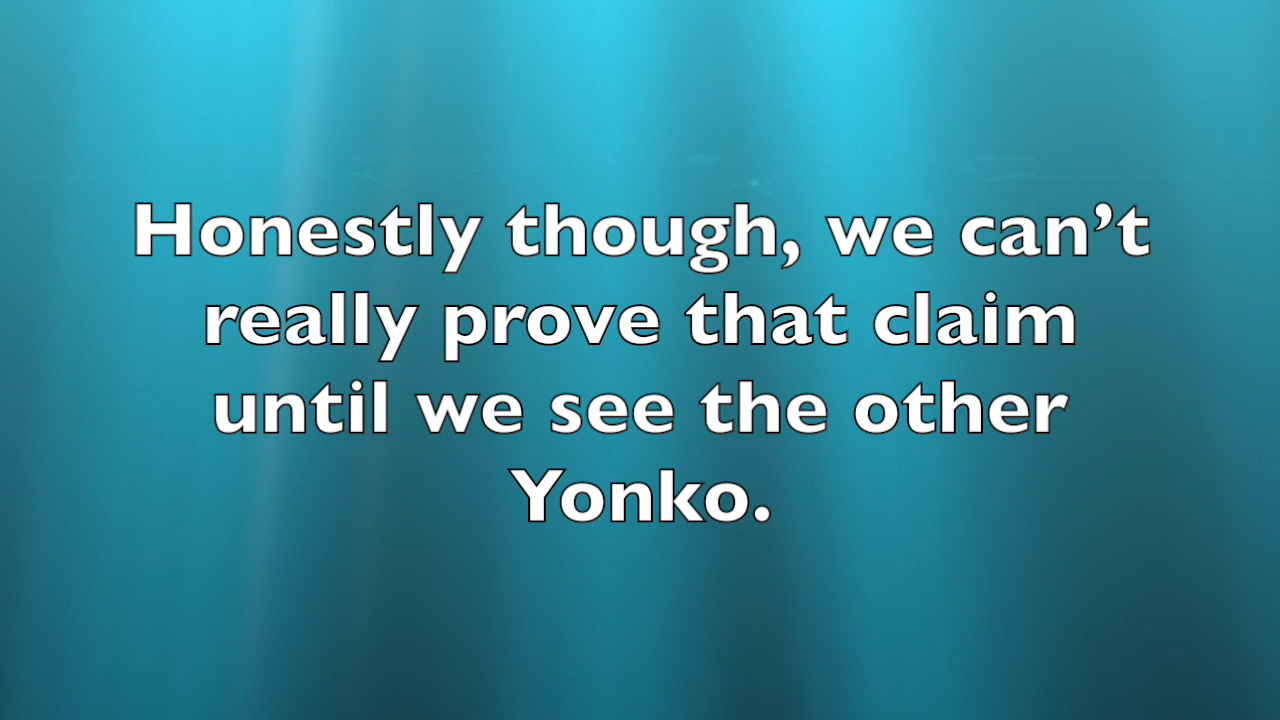 Honestly though, we can’t
really prove that claim
until we see the other
Yonko.